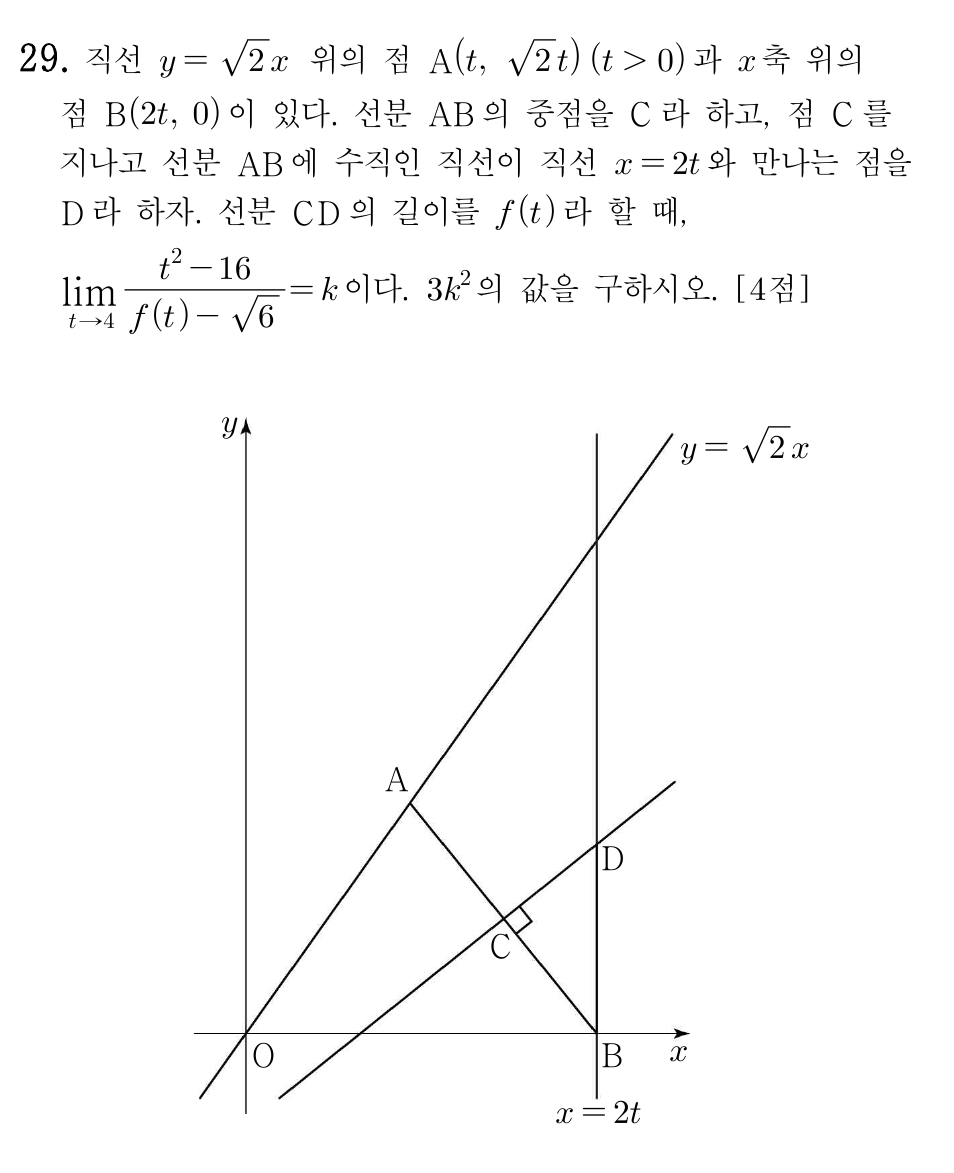 29. 직선 y=√2x 위의 점 A(t, √2t)(t>0)과 x축 위의
점 B(2t, 0)이 있다. 선분 AB의 중점을 C라 하고, 점 C를
지나고 선분 AB에 수직인 직선이 직선 x=2t와 만나는 점을
D라 하자. 선분 CD의 길이를 f(t)라 할 때,
lim_{t→4} (t²-16)/(f(t)-√6)=k이다. 3k²의 값을 구하시오. [4점]
y
y=√2x
A
D
C
O
B
x
x=2t